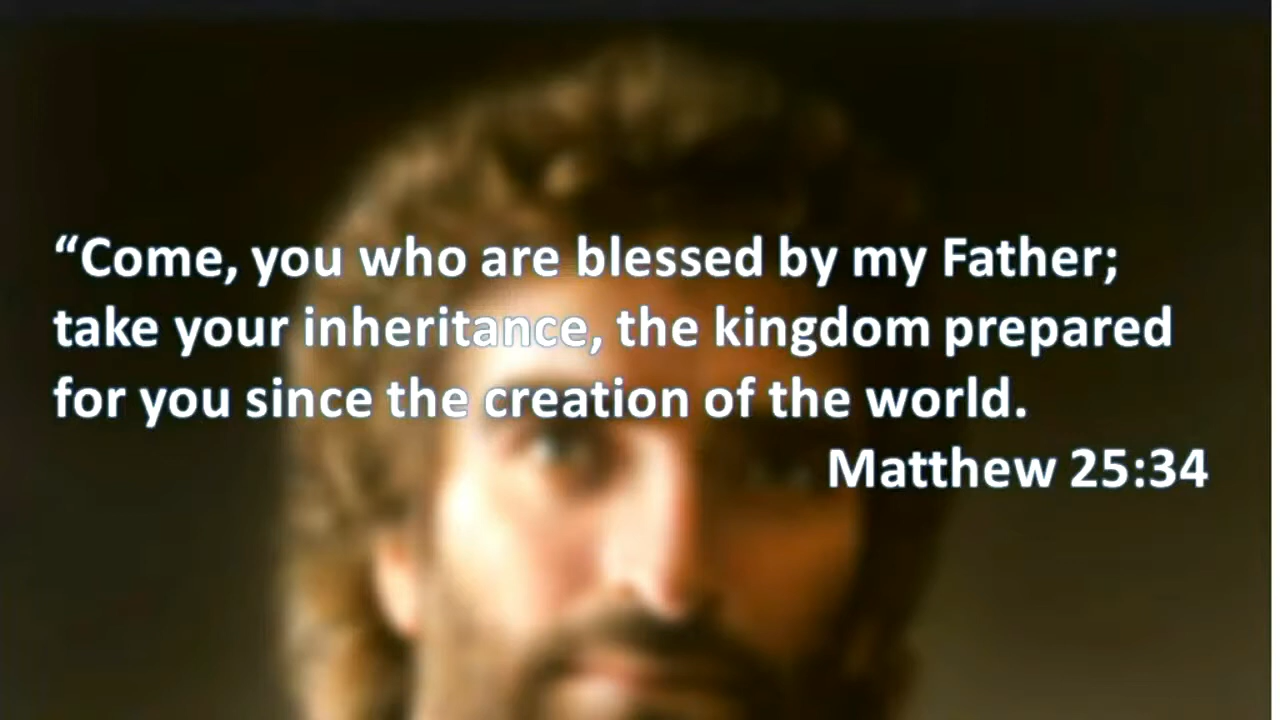 “Come, you who are blessed by my Father;
take your inheritance, the kingdom prepared
for you since the creation of the world.
Matthew 25:34